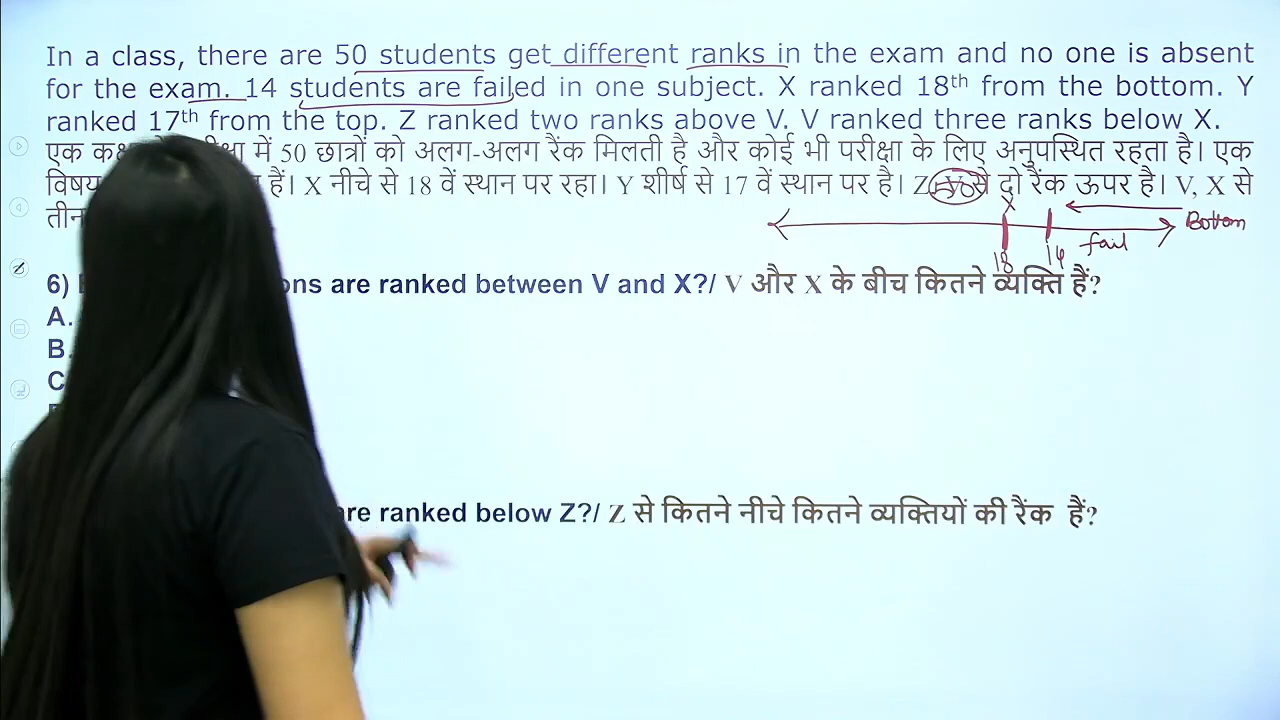 In a class, there are 50 students get different ranks in the exam and no one is absent
for the exam. 14 students are failed in one subject. X ranked 18th from the bottom. Y
ranked 17th from the top. Z ranked two ranks above V. V ranked three ranks below X.
एक में 50 छात्रों को अलग-अलग रैंक मिलती है और कोई भी परीक्षा के लिए अनुपस्थित रहता है। एक
विषय हैं। X नीचे से 18 वें स्थान पर रहा। Y शीर्ष से 17 वें स्थान पर है। Z, V से दो रैंक ऊपर है। V, X से
तीन
X
Bottom
fail
18 14
6) ons are ranked between V and X?/ V और X के बीच कितने व्यक्ति हैं?
A.
B.
C
are ranked below Z?/ Z से कितने नीचे कितने व्यक्तियों की रैंक हैं?